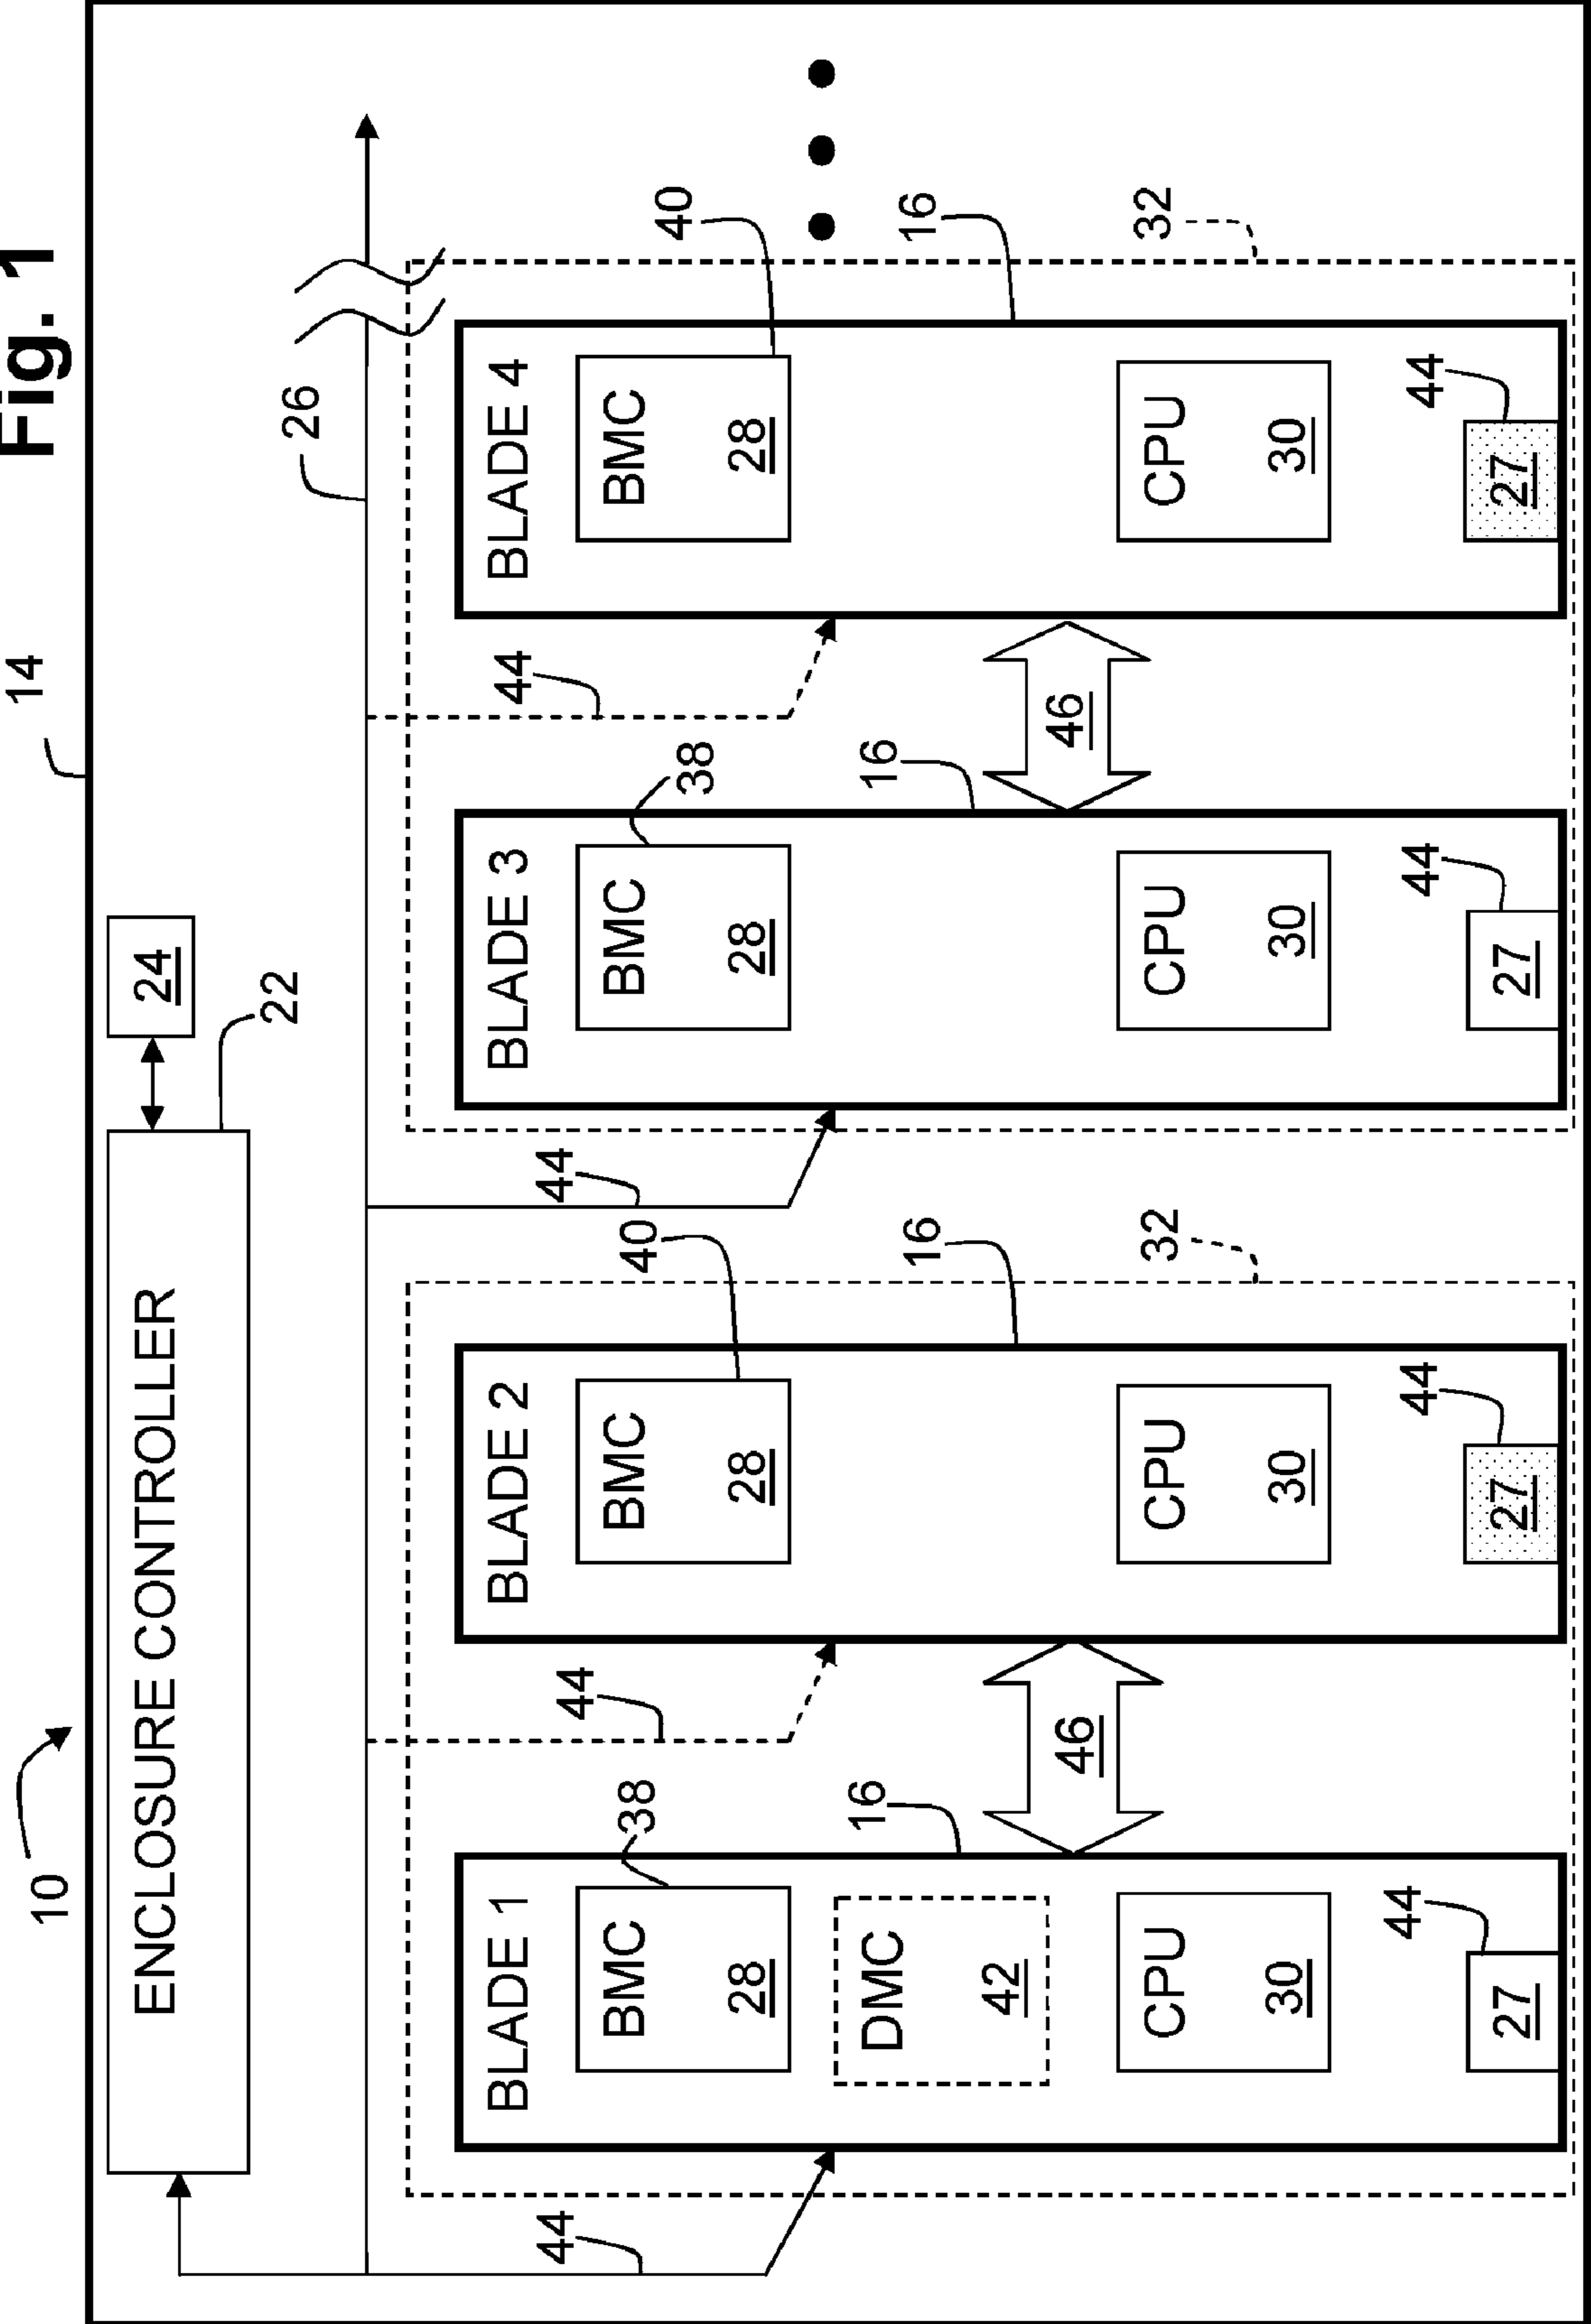 Fig. 1
10
14
ENCLOSURE CONTROLLER
24
22
26
44
44
44
44
32
32
BLADE 1
BMC
28
38
DMC
42
CPU
30
27
44
16
46
BLADE 2
BMC
28
40
CPU
30
27
44
16
BLADE 3
BMC
28
38
CPU
30
27
44
16
46
BLADE 4
BMC
28
40
CPU
30
27
44
16